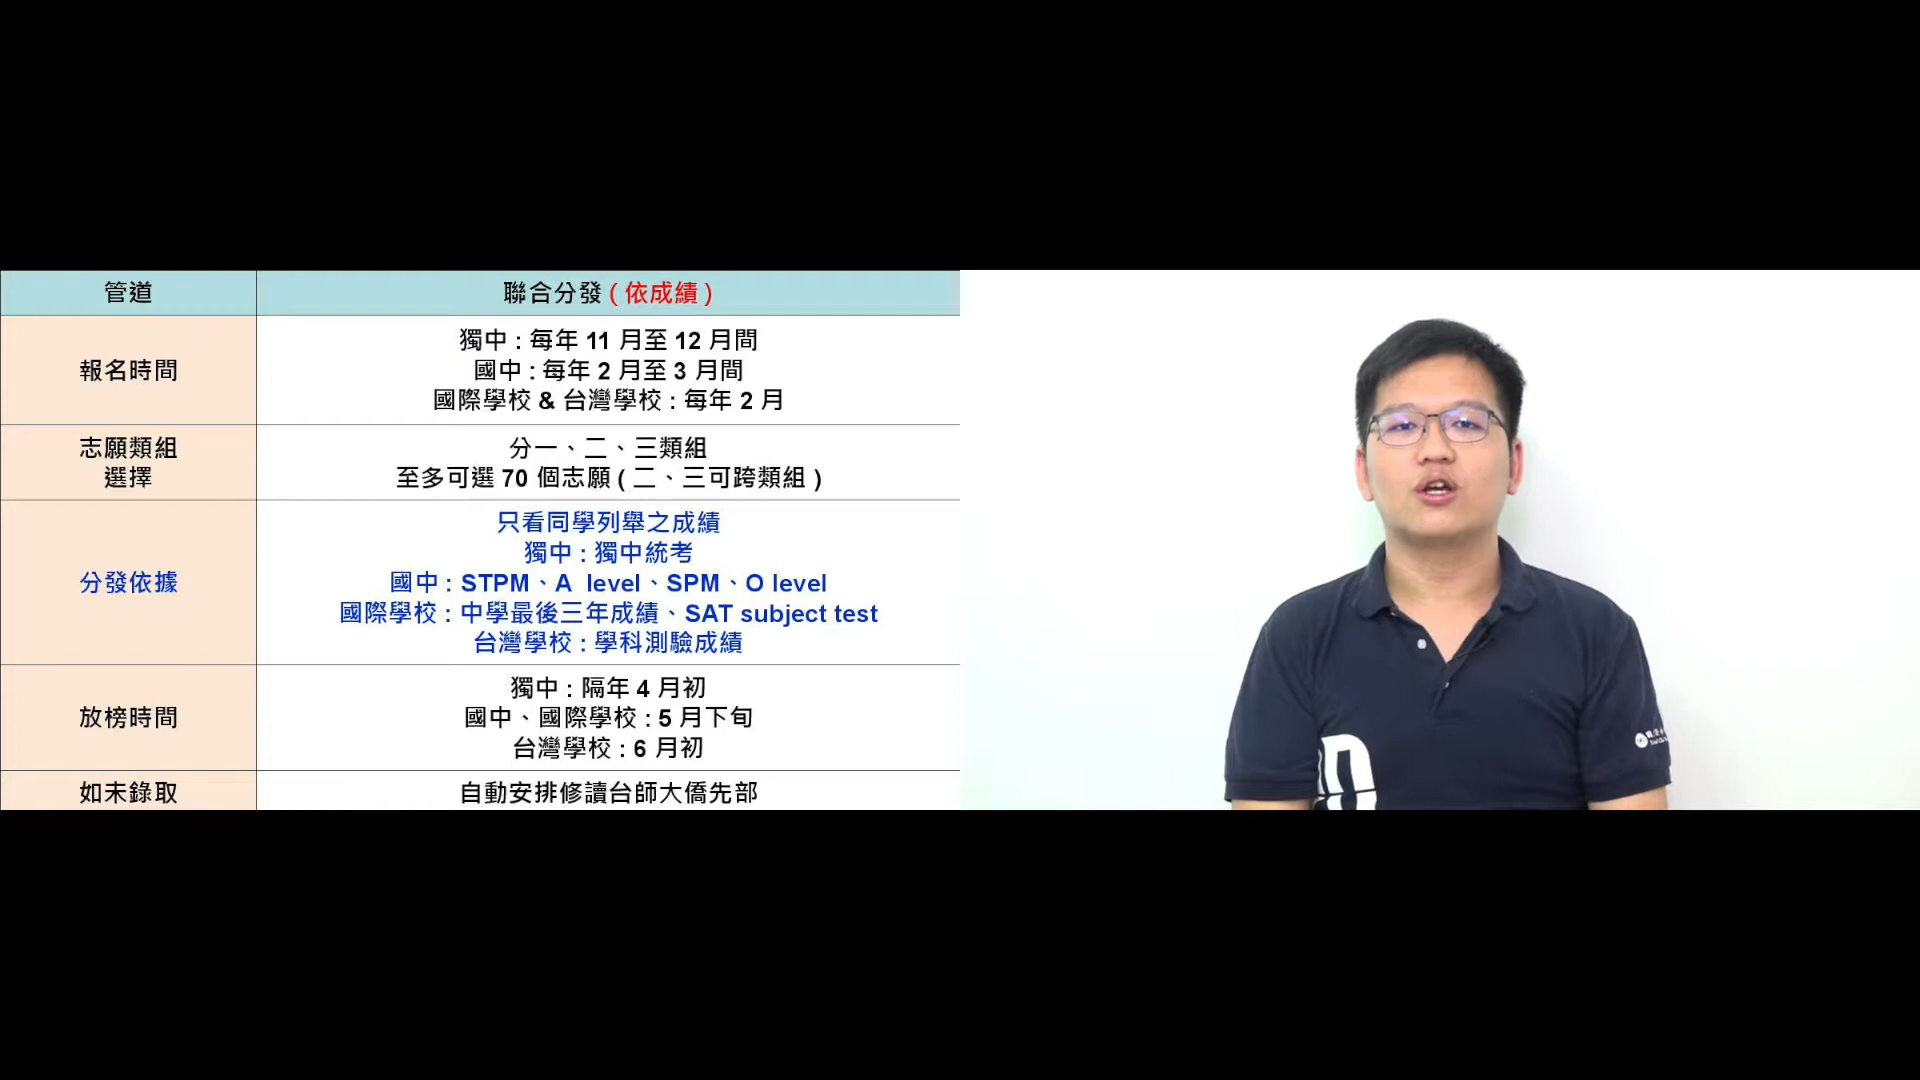 管道
聯合分發 ( 依成績 )
報名時間
獨中 : 每年 11 月至 12 月間
國中 : 每年 2 月至 3 月間
國際學校 & 台灣學校 : 每年 2 月
志願類組
選擇
分一、二、三類組
至多可選 70 個志願 ( 二、三可跨類組 )
分發依據
只看同學列舉之成績
獨中 : 獨中統考
國中 : STPM、A level、SPM、O level
國際學校 : 中學最後三年成績、SAT subject test
台灣學校 : 學科測驗成績
放榜時間
獨中 : 隔年 4 月初
國中、國際學校 : 5 月下旬
台灣學校 : 6 月初
如未錄取
自動安排修讀台師大僑先部